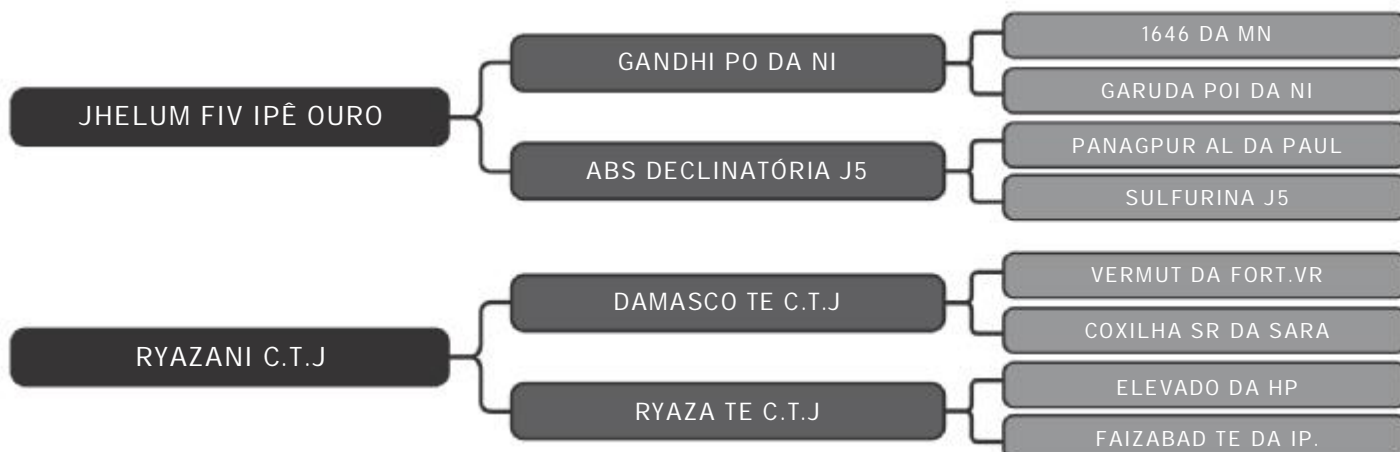 JHELUM FIV IPÊ OURO
GANDHI PO DA NI
1646 DA MN
GARUDA POI DA NI
ABS DECLINATÓRIA J5
PANAGPUR AL DA PAUL
SULFURINA J5
RYAZANI C.T.J
DAMASCO TE C.T.J
VERMUT DA FORT.VR
COXILHA SR DA SARA
RYAZA TE C.T.J
ELEVADO DA HP
FAIZABAD TE DA IP.